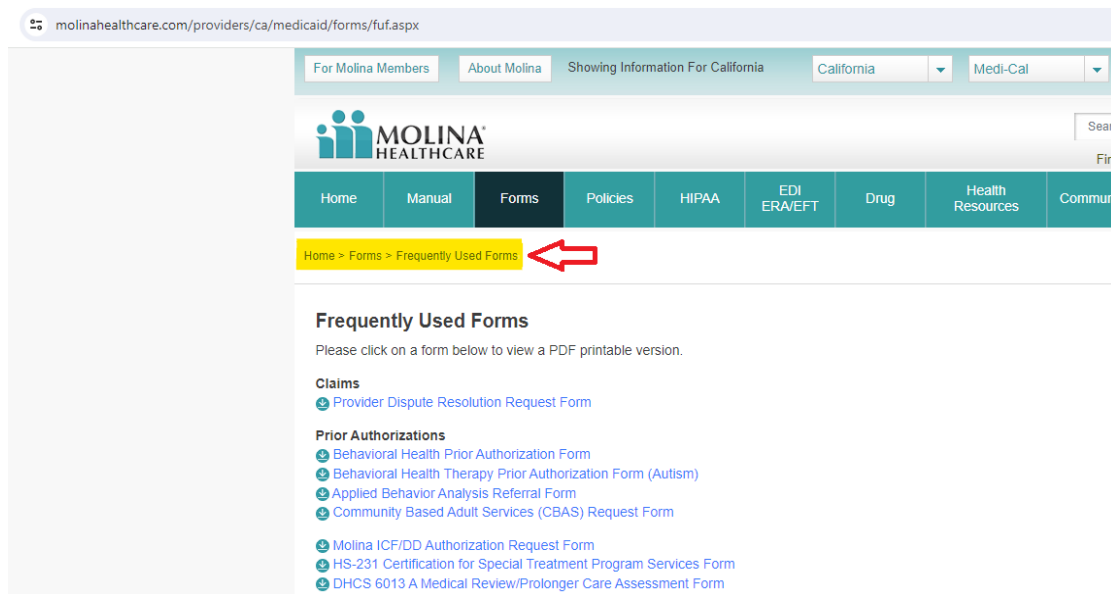 molinahealthcare.com/providers/ca/medicaid/forms/fuf.aspx
For Molina Members About Molina Showing Information For California California Medi-Cal
MOLINA
HEALTHCARE
Home Manual Forms Policies HIPAA EDI ERA/EFT Drug Health Resources
Home > Forms > Frequently Used Forms
Frequently Used Forms
Please click on a form below to view a PDF printable version.
Claims
Provider Dispute Resolution Request Form
Prior Authorizations
Behavioral Health Prior Authorization Form
Behavioral Health Therapy Prior Authorization Form (Autism)
Applied Behavior Analysis Referral Form
Community Based Adult Services (CBAS) Request Form
Molina ICF/DD Authorization Request Form
HS-231 Certification for Special Treatment Program Services Form
DHCS 6013 A Medical Review/Prolonger Care Assessment Form